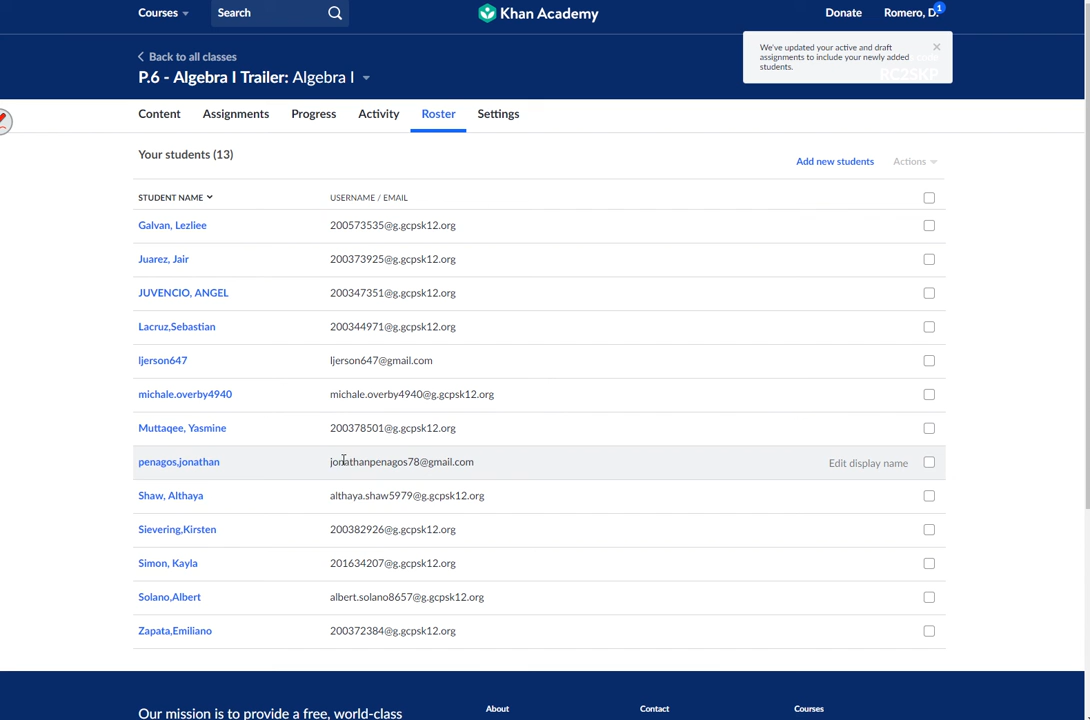 Courses
Search
Khan Academy
Donate
Romero, D.
1
Back to all classes
P.6 - Algebra I Trailer: Algebra I
We've updated your active and draft
assignments to include your newly added
students.
Content
Assignments
Progress
Activity
Roster
Settings
Your students (13)
Add new students
Actions
STUDENT NAME
USERNAME / EMAIL
Galvan, Lezliee
200573535@g.gcpsk12.org
Juarez, Jair
200373925@g.gcpsk12.org
JUVENCIO, ANGEL
200347351@g.gcpsk12.org
Lacruz,Sebastian
200344971@g.gcpsk12.org
ljerson647
ljerson647@gmail.com
michale.overby4940
michale.overby4940@g.gcpsk12.org
Muttaqee, Yasmine
200378501@g.gcpsk12.org
penagos,jonathan
jonathanpenagos78@gmail.com
Edit display name
Shaw, Althaya
althaya.shaw5979@g.gcpsk12.org
Sievering,Kirsten
200382926@g.gcpsk12.org
Simon, Kayla
201634207@g.gcpsk12.org
Solano,Albert
albert.solano8657@g.gcpsk12.org
Zapata,Emiliano
200372384@g.gcpsk12.org
Our mission is to provide a free, world-class
About
Contact
Courses